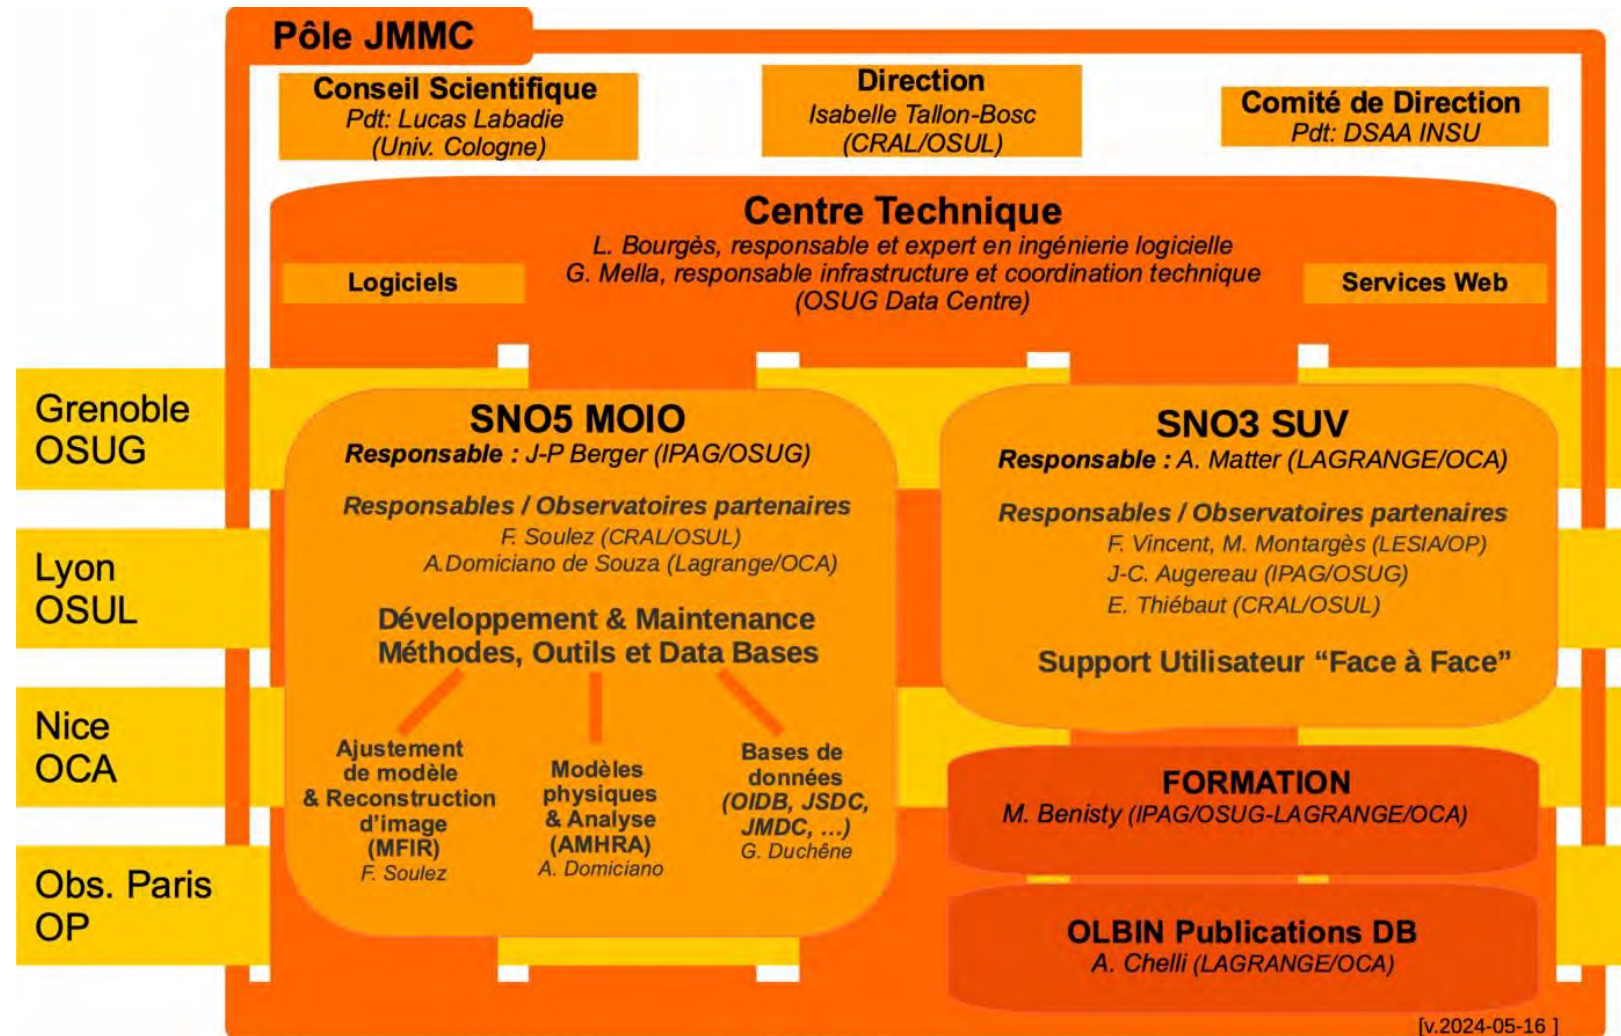 Pôle JMMC
Conseil Scientifique
Pdt: Lucas Labadie
(Univ. Cologne)
Direction
Isabelle Tallon-Bosc
(CRAL/OSUL)
Comité de Direction
Pdt: DSAA INSU
Centre Technique
L. Bourgès, responsable et expert en ingénierie logicielle
G. Mella, responsable infrastructure et coordination technique
(OSUG Data Centre)
Logiciels
Services Web
Grenoble
OSUG
Lyon
OSUL
Nice
OCA
Obs. Paris
OP
SNO5 MOIO
Responsable : J-P Berger (IPAG/OSUG)
Responsables / Observatoires partenaires
F. Soulez (CRAL/OSUL)
A.Domiciano de Souza (Lagrange/OCA)
Développement & Maintenance
Méthodes, Outils et Data Bases
Ajustement
de modèle
& Reconstruction
d'image
(MFIR)
F. Soulez
Modèles
physiques
& Analyse
(AMHRA)
A. Domiciano
Bases de
données
(OIDB, JSDC,
JMDC, ...)
G. Duchêne
SNO3 SUV
Responsable : A. Matter (LAGRANGE/OCA)
Responsables / Observatoires partenaires
F. Vincent, M. Montargès (LESIA/OP)
J-C. Augereau (IPAG/OSUG)
E. Thiébaut (CRAL/OSUL)
Support Utilisateur “Face à Face”
FORMATION
M. Benisty (IPAG/OSUG-LAGRANGE/OCA)
OLBIN Publications DB
A. Chelli (LAGRANGE/OCA)
[v.2024-05-16 ]